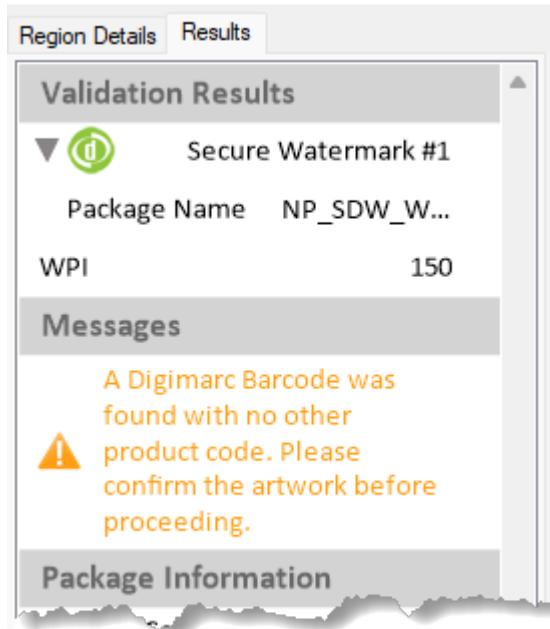 Region Details Results
Validation Results
Secure Watermark #1
Package Name NP_SDW_W...
WPI 150
Messages
A Digimarc Barcode was
found with no other
product code. Please
confirm the artwork before
proceeding.
Package Information